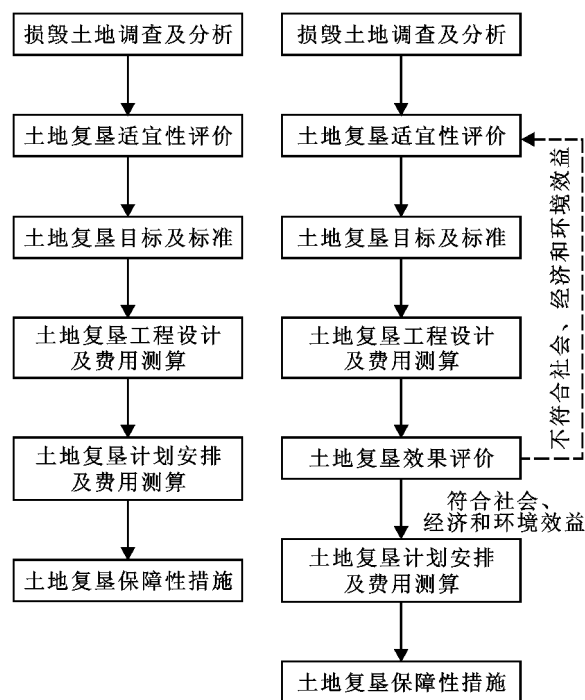 损毁土地调查及分析
土地复垦适宜性评价
土地复垦目标及标准
土地复垦工程设计
及费用测算
土地复垦计划安排
及费用测算
土地复垦保障性措施
损毁土地调查及分析
土地复垦适宜性评价
土地复垦目标及标准
土地复垦工程设计
及费用测算
土地复垦效果评价
不符合社会、经济和环境效益
符合社会、
经济和环境效益
土地复垦计划安排
及费用测算
土地复垦保障性措施